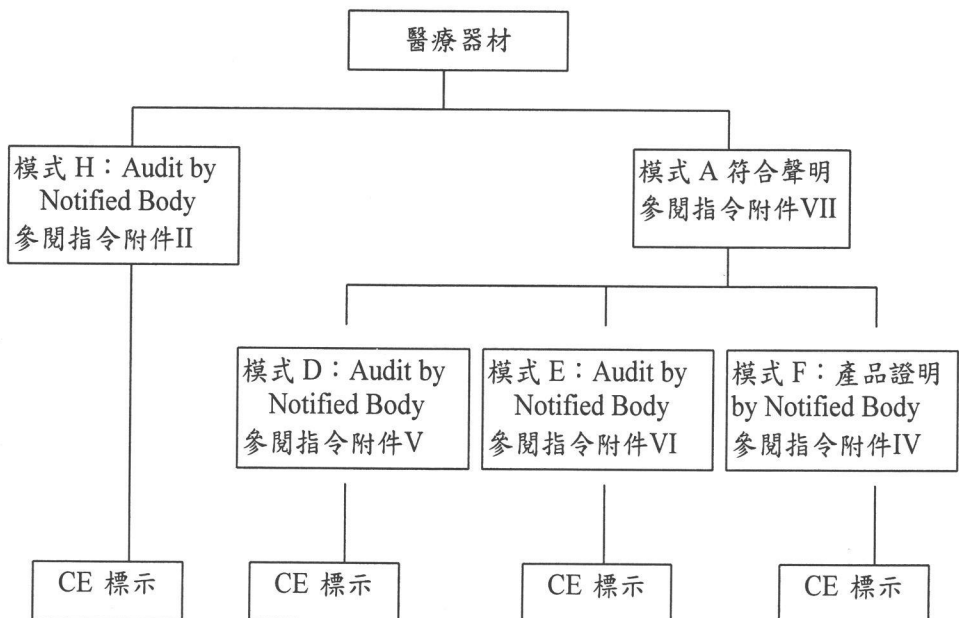 醫療器材
模式 H：Audit by
Notified Body
參閱指令附件II
模式 A 符合聲明
參閱指令附件VII
模式 D：Audit by
Notified Body
參閱指令附件V
模式 E：Audit by
Notified Body
參閱指令附件VI
模式 F：產品證明
by Notified Body
參閱指令附件IV
CE 標示
CE 標示
CE 標示
CE 標示